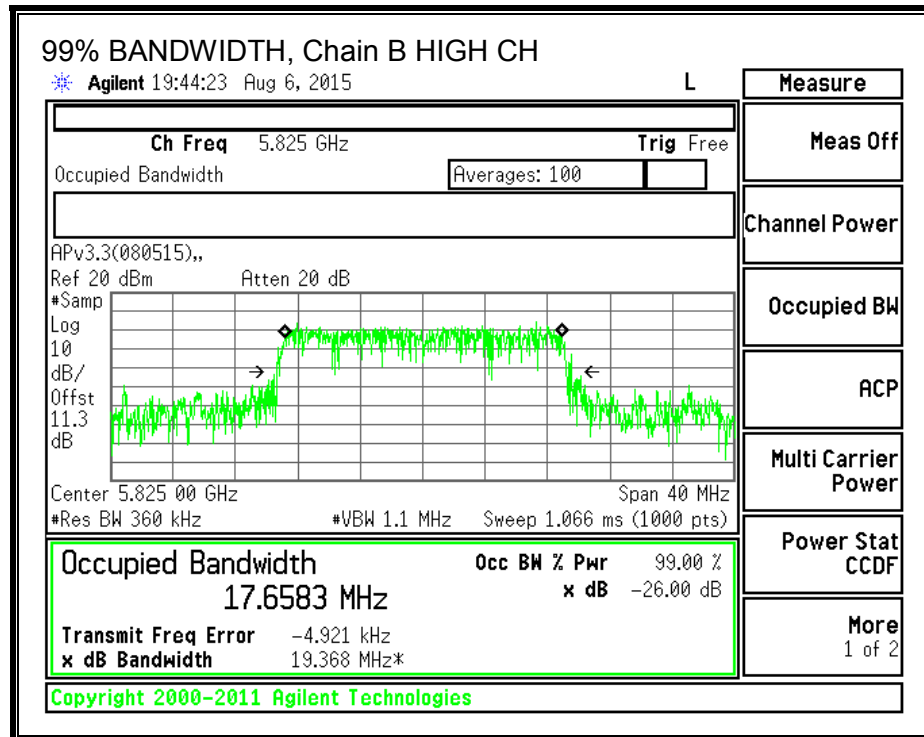 99% BANDWIDTH, Chain B HIGH CH
Agilent 19:44:23 Aug 6, 2015 L
Measure
Ch Freq 5.825 GHz Trig Free
Meas Off
Occupied Bandwidth Averages: 100
Channel Power
APv3.3(080515),,
Ref 20 dBm Atten 20 dB
#Samp
Log
10
dB/
Offst
11.3
dB
Occupied BW
ACP
Multi Carrier
Power
Center 5.825 00 GHz Span 40 MHz
#Res BW 360 kHz #VBW 1.1 MHz Sweep 1.066 ms (1000 pts)
Power Stat
CCDF
Occupied Bandwidth Occ BW % Pwr 99.00 %
17.6583 MHz x dB -26.00 dB
Transmit Freq Error -4.921 kHz
x dB Bandwidth 19.368 MHz*
More
1 of 2
Copyright 2000-2011 Agilent Technologies